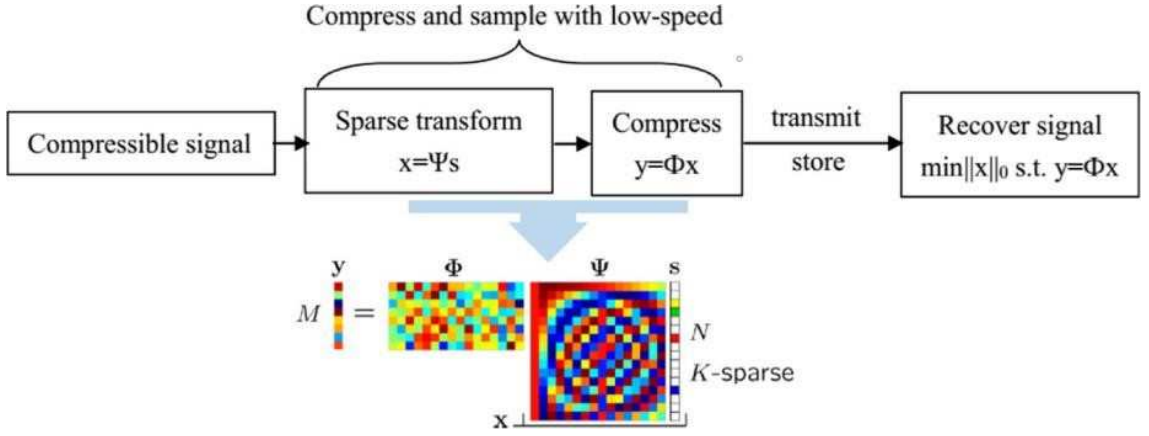 Compress and sample with low-speed
Compressible signal
Sparse transform
x=Ψs
Compress
y=Φx
transmit
store
Recover signal
min||x||₀ s.t. y=Φx
y
Φ
Ψ
s
M
=
N
K-sparse
x